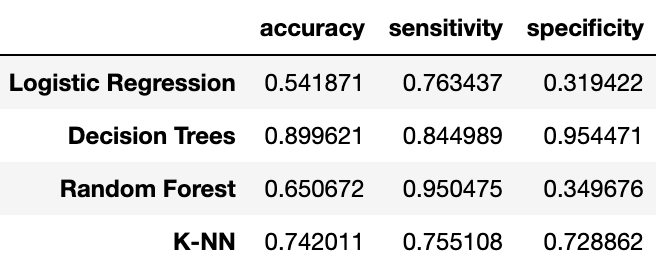 accuracy sensitivity specificity
Logistic Regression 0.541871 0.763437 0.319422
Decision Trees 0.899621 0.844989 0.954471
Random Forest 0.650672 0.950475 0.349676
K-NN 0.742011 0.755108 0.728862